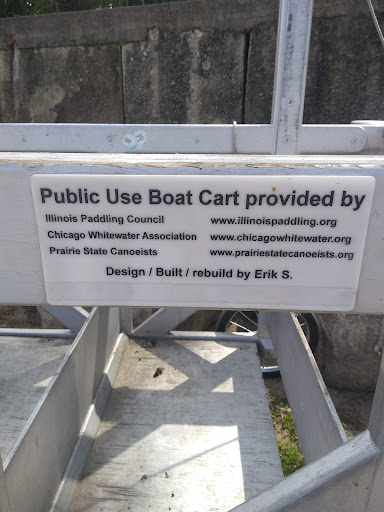 Public Use Boat Cart provided by
Illinois Paddling Council www.illinoispaddling.org
Chicago Whitewater Association www.chicagowhitewater.org
Prairie State Canoeists www.prairiestatecanoeists.org
Design / Built / rebuild by Erik S.